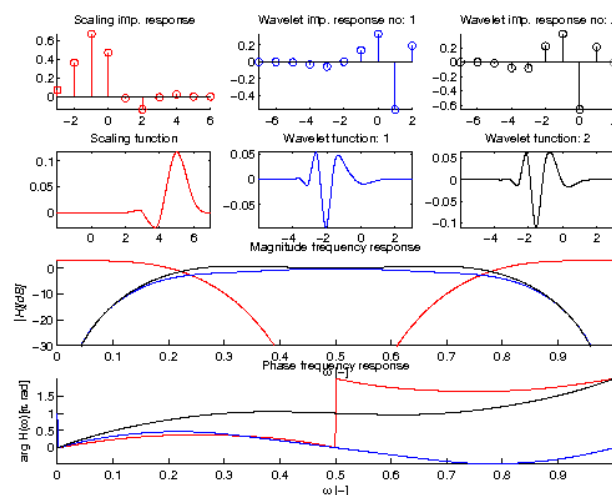 Scaling imp. response
Wavelet imp. response no: 1
Wavelet imp. response no:
0.6
0.4
0.2
0
-2 0 2 4 6
0.2
0
-0.2
-0.4
-6 -4 -2 0 2
0.4
0.2
0
-0.2
-0.4
-0.6
-6 -4 -2 0
Scaling function
Wavelet function: 1
Wavelet function: 2
0.1
0.05
0
0 2 4 6
0.05
0
-0.05
-6 -4 -2 0 2
0.05
0
-0.05
-0.1
-6 -4 -2 0 2
Magnitude frequency response
|H|[dB]
0
-10
-20
-30
0 0.1 0.2 0.3 0.4 0.5 0.6 0.7 0.8 0.9
ω [–]
Phase frequency response
arg H(ω) [π rad]
1.5
1
0.5
0
0 0.1 0.2 0.3 0.4 0.5 0.6 0.7 0.8 0.9
ω [–]